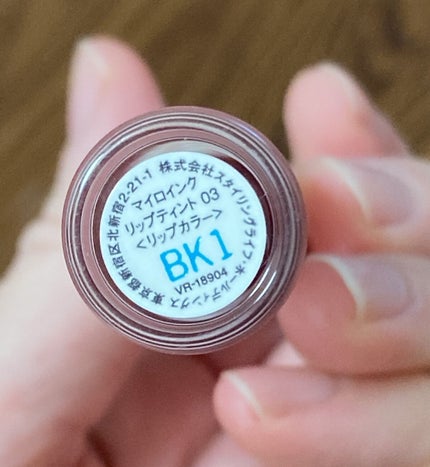 マイロインク
リップティント 03
<リップカラー>
BK1
VR-18904
株式会社スタイリングライフ・ホールディングス 東京都新宿区北新宿2-21-1